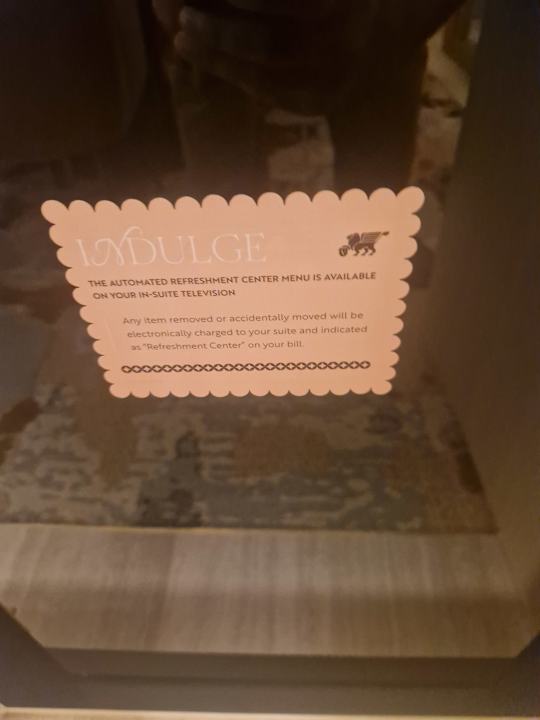 INDULGE
THE AUTOMATED REFRESHMENT CENTER MENU IS AVAILABLE
ON YOUR IN-SUITE TELEVISION
Any item removed or accidentally moved will be
electronically charged to your suite and indicated
as "Refreshment Center" on your bill.